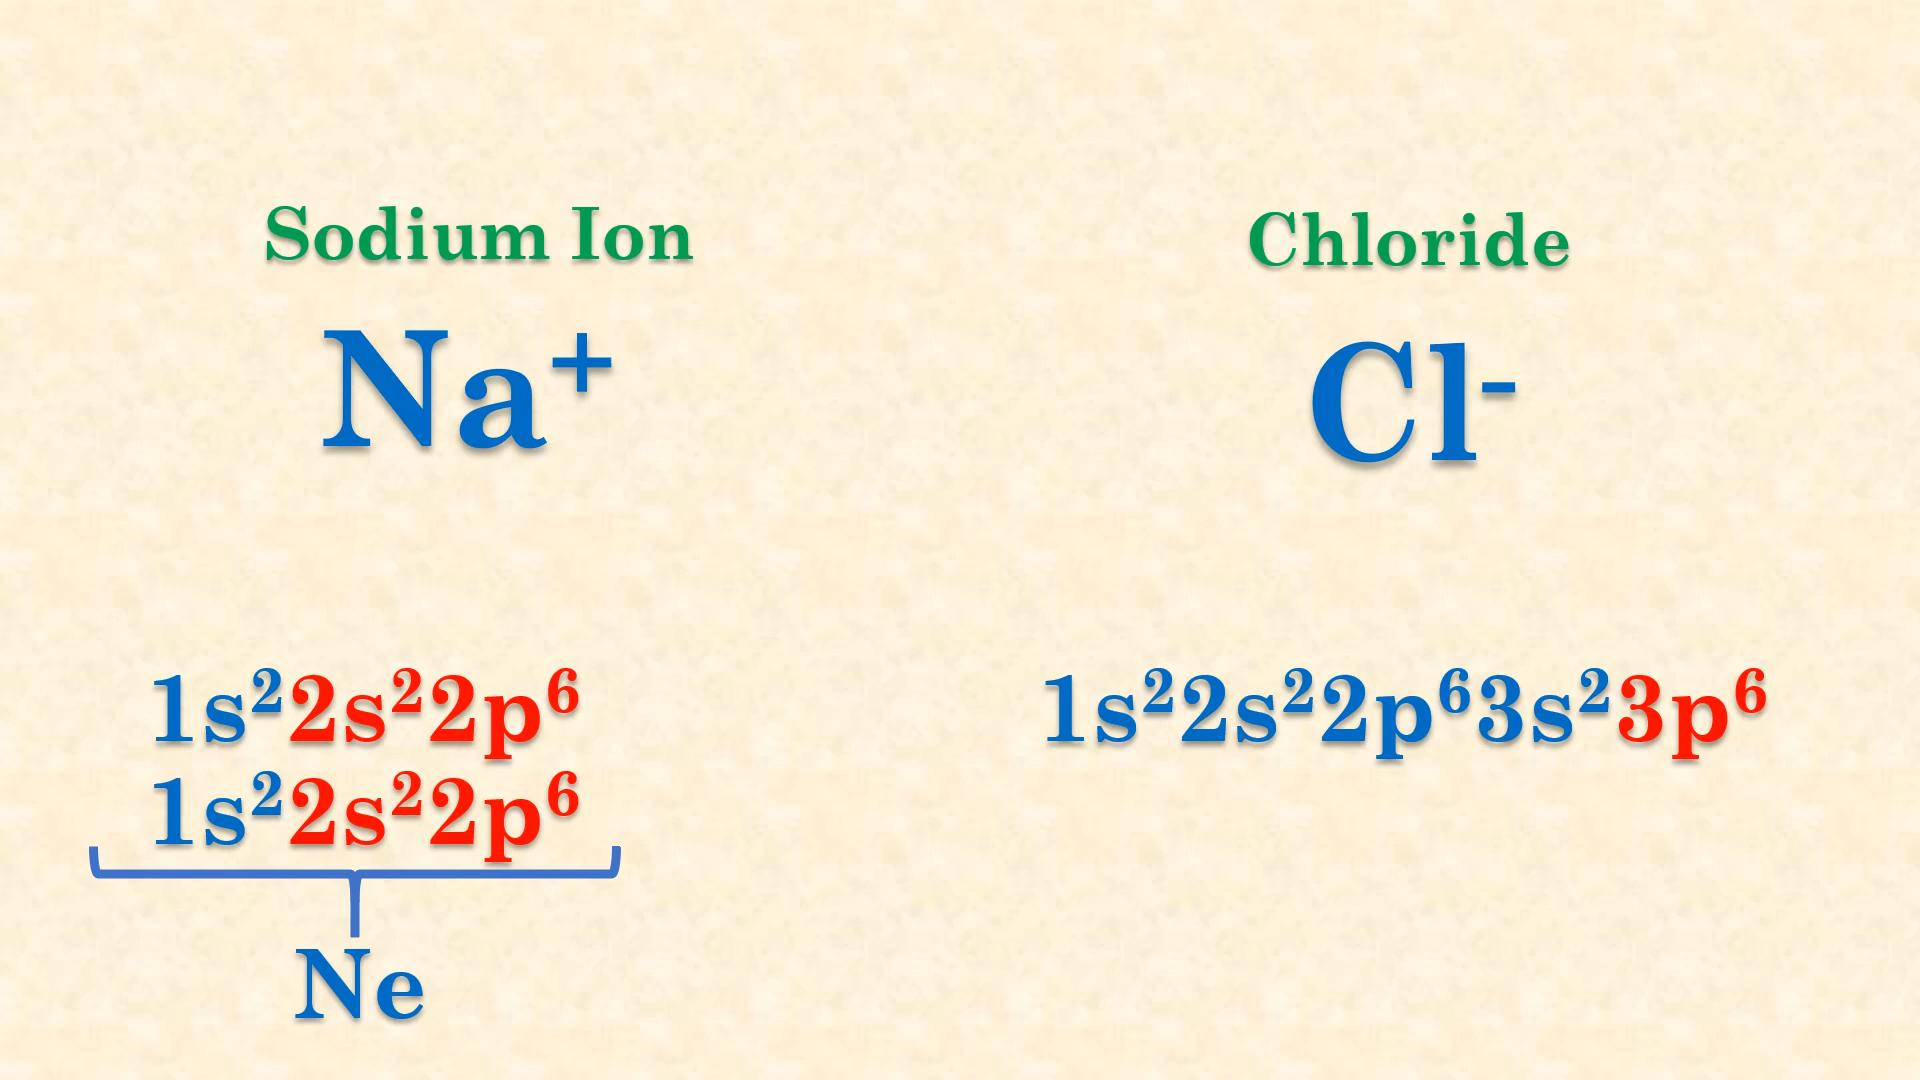 Sodium Ion
Na⁺
1s²2s²2p⁶
1s²2s²2p⁶
Ne
Chloride
Cl⁻
1s²2s²2p⁶3s²3p⁶